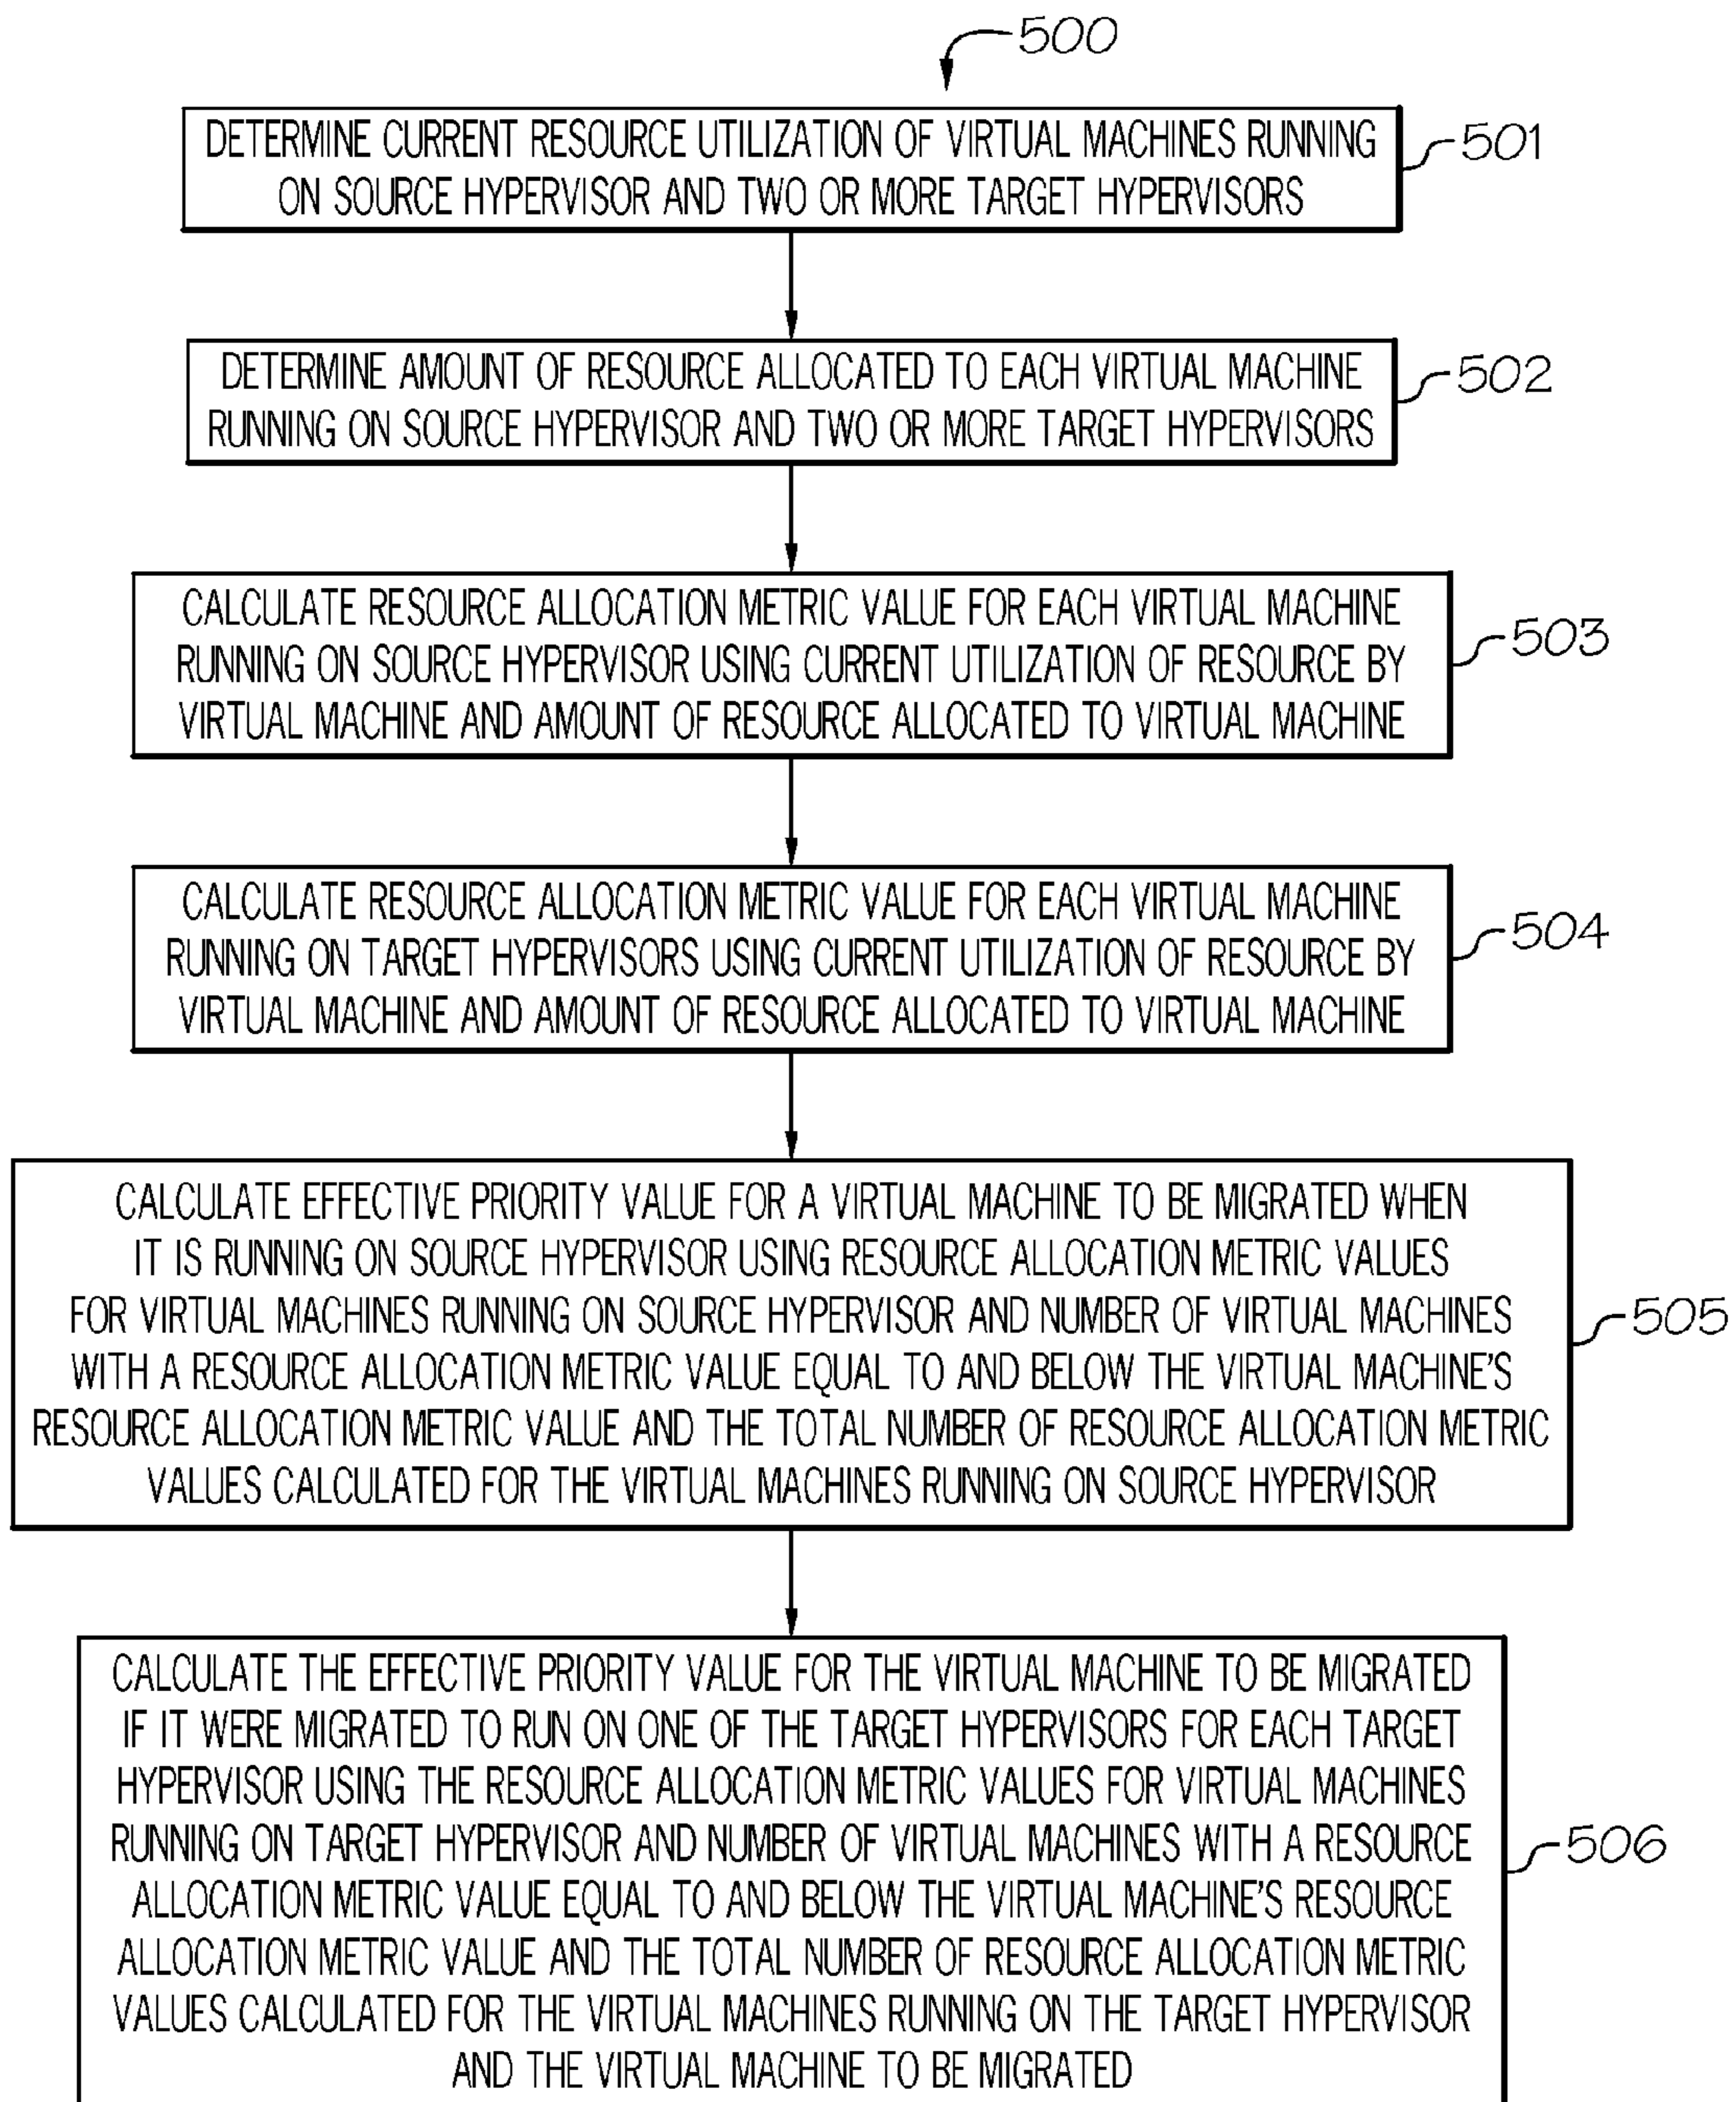 500
DETERMINE CURRENT RESOURCE UTILIZATION OF VIRTUAL MACHINES RUNNING
ON SOURCE HYPERVISOR AND TWO OR MORE TARGET HYPERVISORS
501
DETERMINE AMOUNT OF RESOURCE ALLOCATED TO EACH VIRTUAL MACHINE
RUNNING ON SOURCE HYPERVISOR AND TWO OR MORE TARGET HYPERVISORS
502
CALCULATE RESOURCE ALLOCATION METRIC VALUE FOR EACH VIRTUAL MACHINE
RUNNING ON SOURCE HYPERVISOR USING CURRENT UTILIZATION OF RESOURCE BY
VIRTUAL MACHINE AND AMOUNT OF RESOURCE ALLOCATED TO VIRTUAL MACHINE
503
CALCULATE RESOURCE ALLOCATION METRIC VALUE FOR EACH VIRTUAL MACHINE
RUNNING ON TARGET HYPERVISORS USING CURRENT UTILIZATION OF RESOURCE BY
VIRTUAL MACHINE AND AMOUNT OF RESOURCE ALLOCATED TO VIRTUAL MACHINE
504
CALCULATE EFFECTIVE PRIORITY VALUE FOR A VIRTUAL MACHINE TO BE MIGRATED WHEN
IT IS RUNNING ON SOURCE HYPERVISOR USING RESOURCE ALLOCATION METRIC VALUES
FOR VIRTUAL MACHINES RUNNING ON SOURCE HYPERVISOR AND NUMBER OF VIRTUAL MACHINES
WITH A RESOURCE ALLOCATION METRIC VALUE EQUAL TO AND BELOW THE VIRTUAL MACHINE'S
RESOURCE ALLOCATION METRIC VALUE AND THE TOTAL NUMBER OF RESOURCE ALLOCATION METRIC
VALUES CALCULATED FOR THE VIRTUAL MACHINES RUNNING ON SOURCE HYPERVISOR
505
CALCULATE THE EFFECTIVE PRIORITY VALUE FOR THE VIRTUAL MACHINE TO BE MIGRATED
IF IT WERE MIGRATED TO RUN ON ONE OF THE TARGET HYPERVISORS FOR EACH TARGET
HYPERVISOR USING THE RESOURCE ALLOCATION METRIC VALUES FOR VIRTUAL MACHINES
RUNNING ON TARGET HYPERVISOR AND NUMBER OF VIRTUAL MACHINES WITH A RESOURCE
ALLOCATION METRIC VALUE EQUAL TO AND BELOW THE VIRTUAL MACHINE'S RESOURCE
ALLOCATION METRIC VALUE AND THE TOTAL NUMBER OF RESOURCE ALLOCATION METRIC
VALUES CALCULATED FOR THE VIRTUAL MACHINES RUNNING ON THE TARGET HYPERVISOR
AND THE VIRTUAL MACHINE TO BE MIGRATED
506